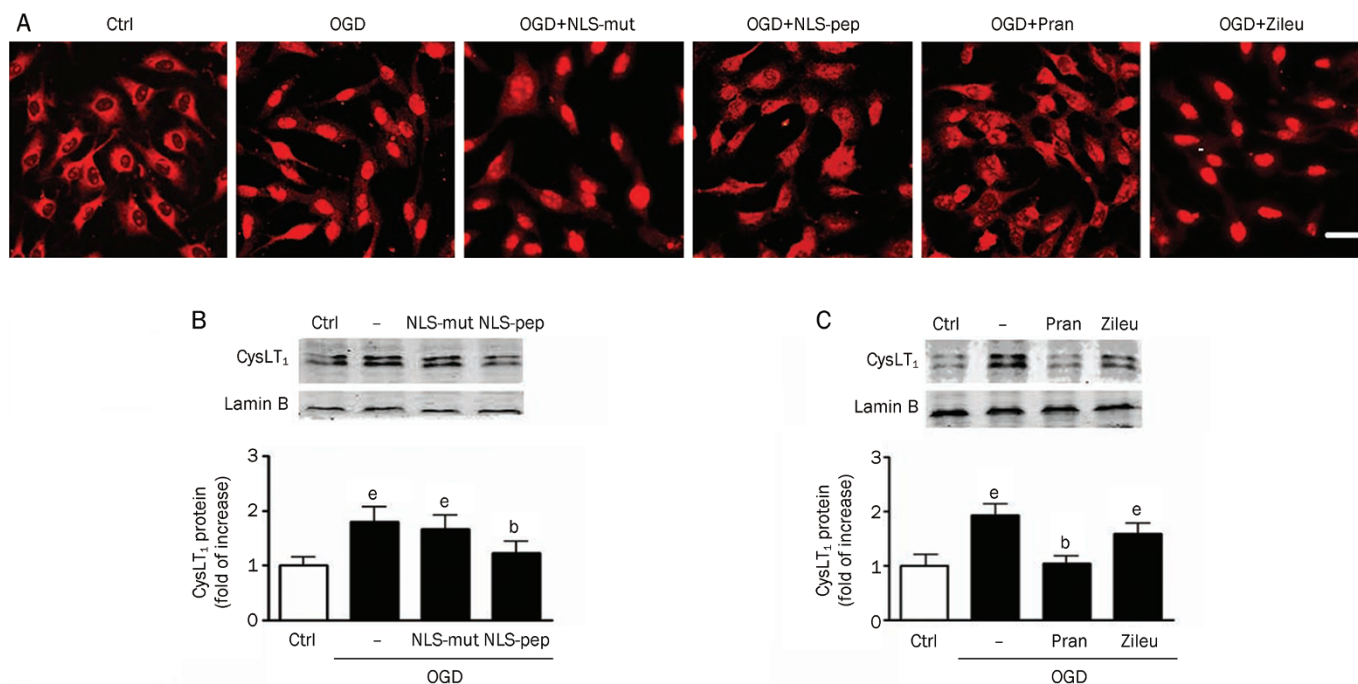 A
Ctrl OGD OGD+NLS-mut OGD+NLS-pep OGD+Pran OGD+Zileu
B
Ctrl – NLS-mut NLS-pep
CysLT₁
Lamin B
CysLT₁ protein
(fold of increase)
3
2
1
0
e e b
Ctrl – NLS-mut NLS-pep
OGD
C
Ctrl – Pran Zileu
CysLT₁
Lamin B
CysLT₁ protein
(fold of increase)
3
2
1
0
e b e
Ctrl – Pran Zileu
OGD